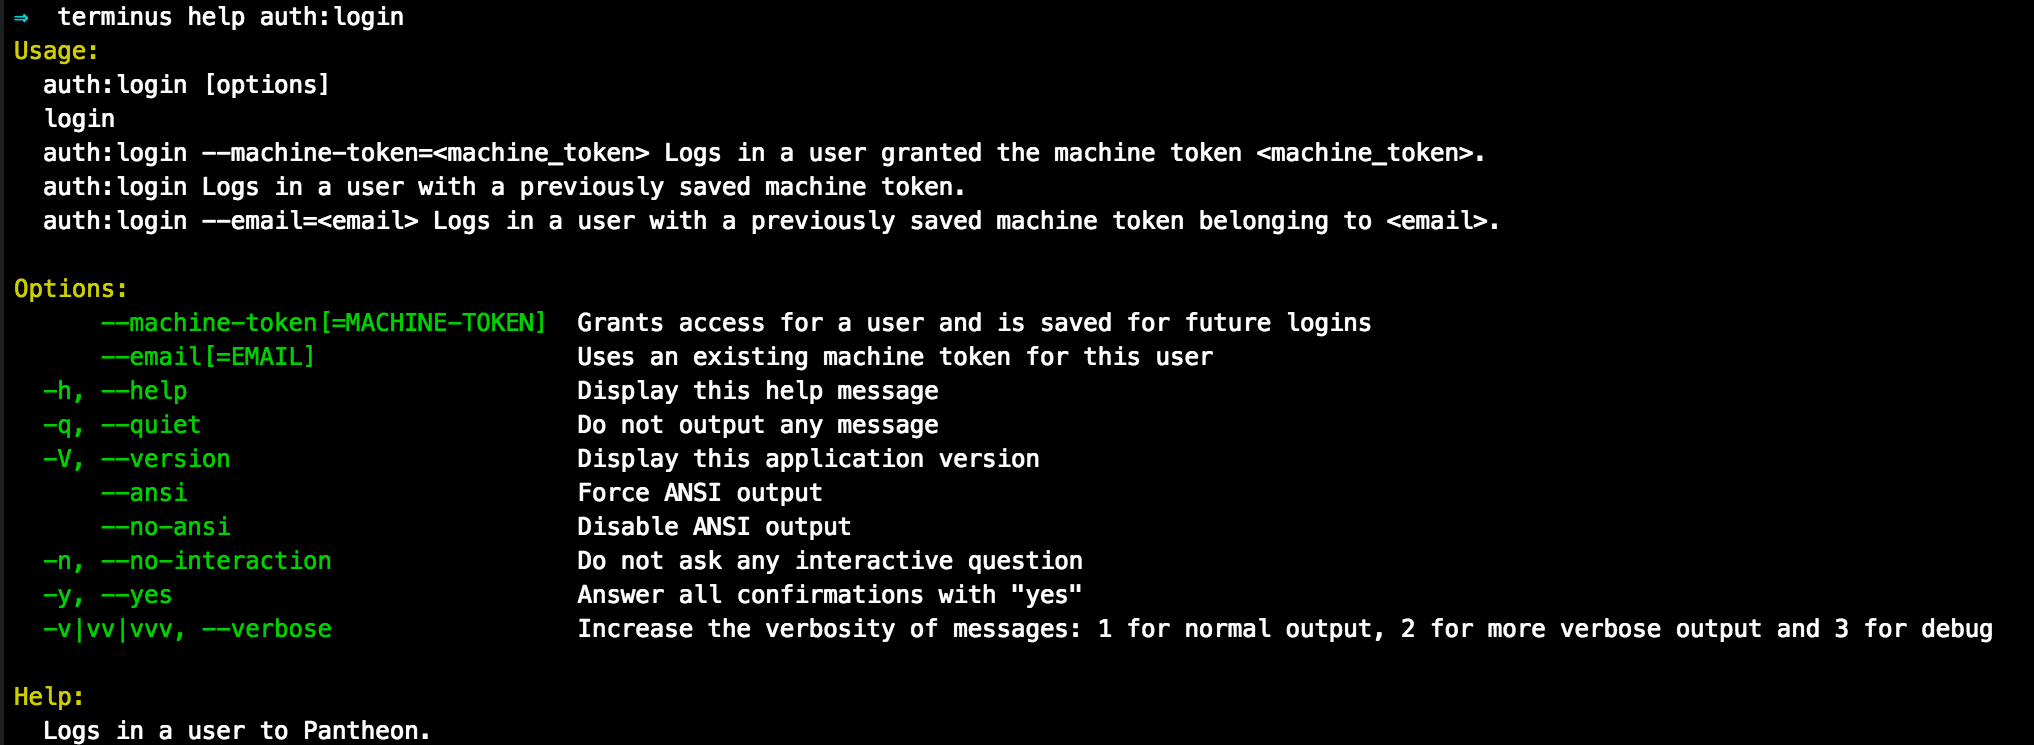 ⇒  terminus help auth:login
Usage:
  auth:login [options]
  login
  auth:login --machine-token=<machine_token> Logs in a user granted the machine token <machine_token>.
  auth:login Logs in a user with a previously saved machine token.
  auth:login --email=<email> Logs in a user with a previously saved machine token belonging to <email>.

Options:
      --machine-token[=MACHINE-TOKEN]  Grants access for a user and is saved for future logins
      --email[=EMAIL]                  Uses an existing machine token for this user
  -h, --help                           Display this help message
  -q, --quiet                          Do not output any message
  -V, --version                        Display this application version
      --ansi                           Force ANSI output
      --no-ansi                        Disable ANSI output
  -n, --no-interaction                 Do not ask any interactive question
  -y, --yes                            Answer all confirmations with "yes"
  -v|vv|vvv, --verbose                 Increase the verbosity of messages: 1 for normal output, 2 for more verbose output and 3 for debug

Help:
  Logs in a user to Pantheon.